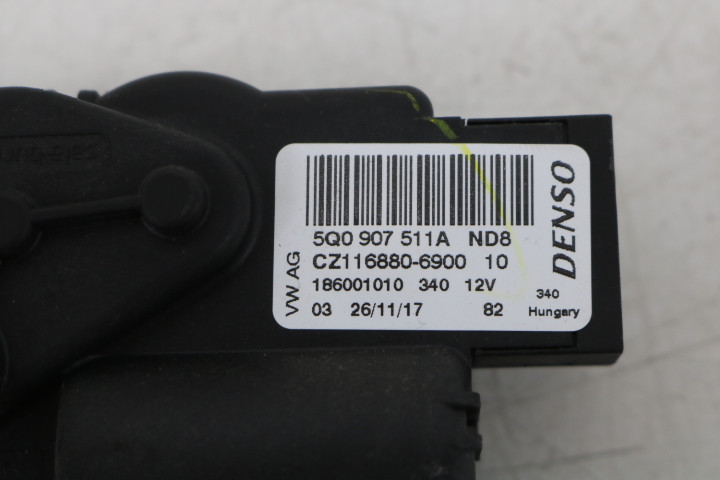 5Q0 907 511A ND8
CZ116880-6900 10
186001010 340 12V
03 26/11/17 82
VW AG
DENSO
340
Hungary